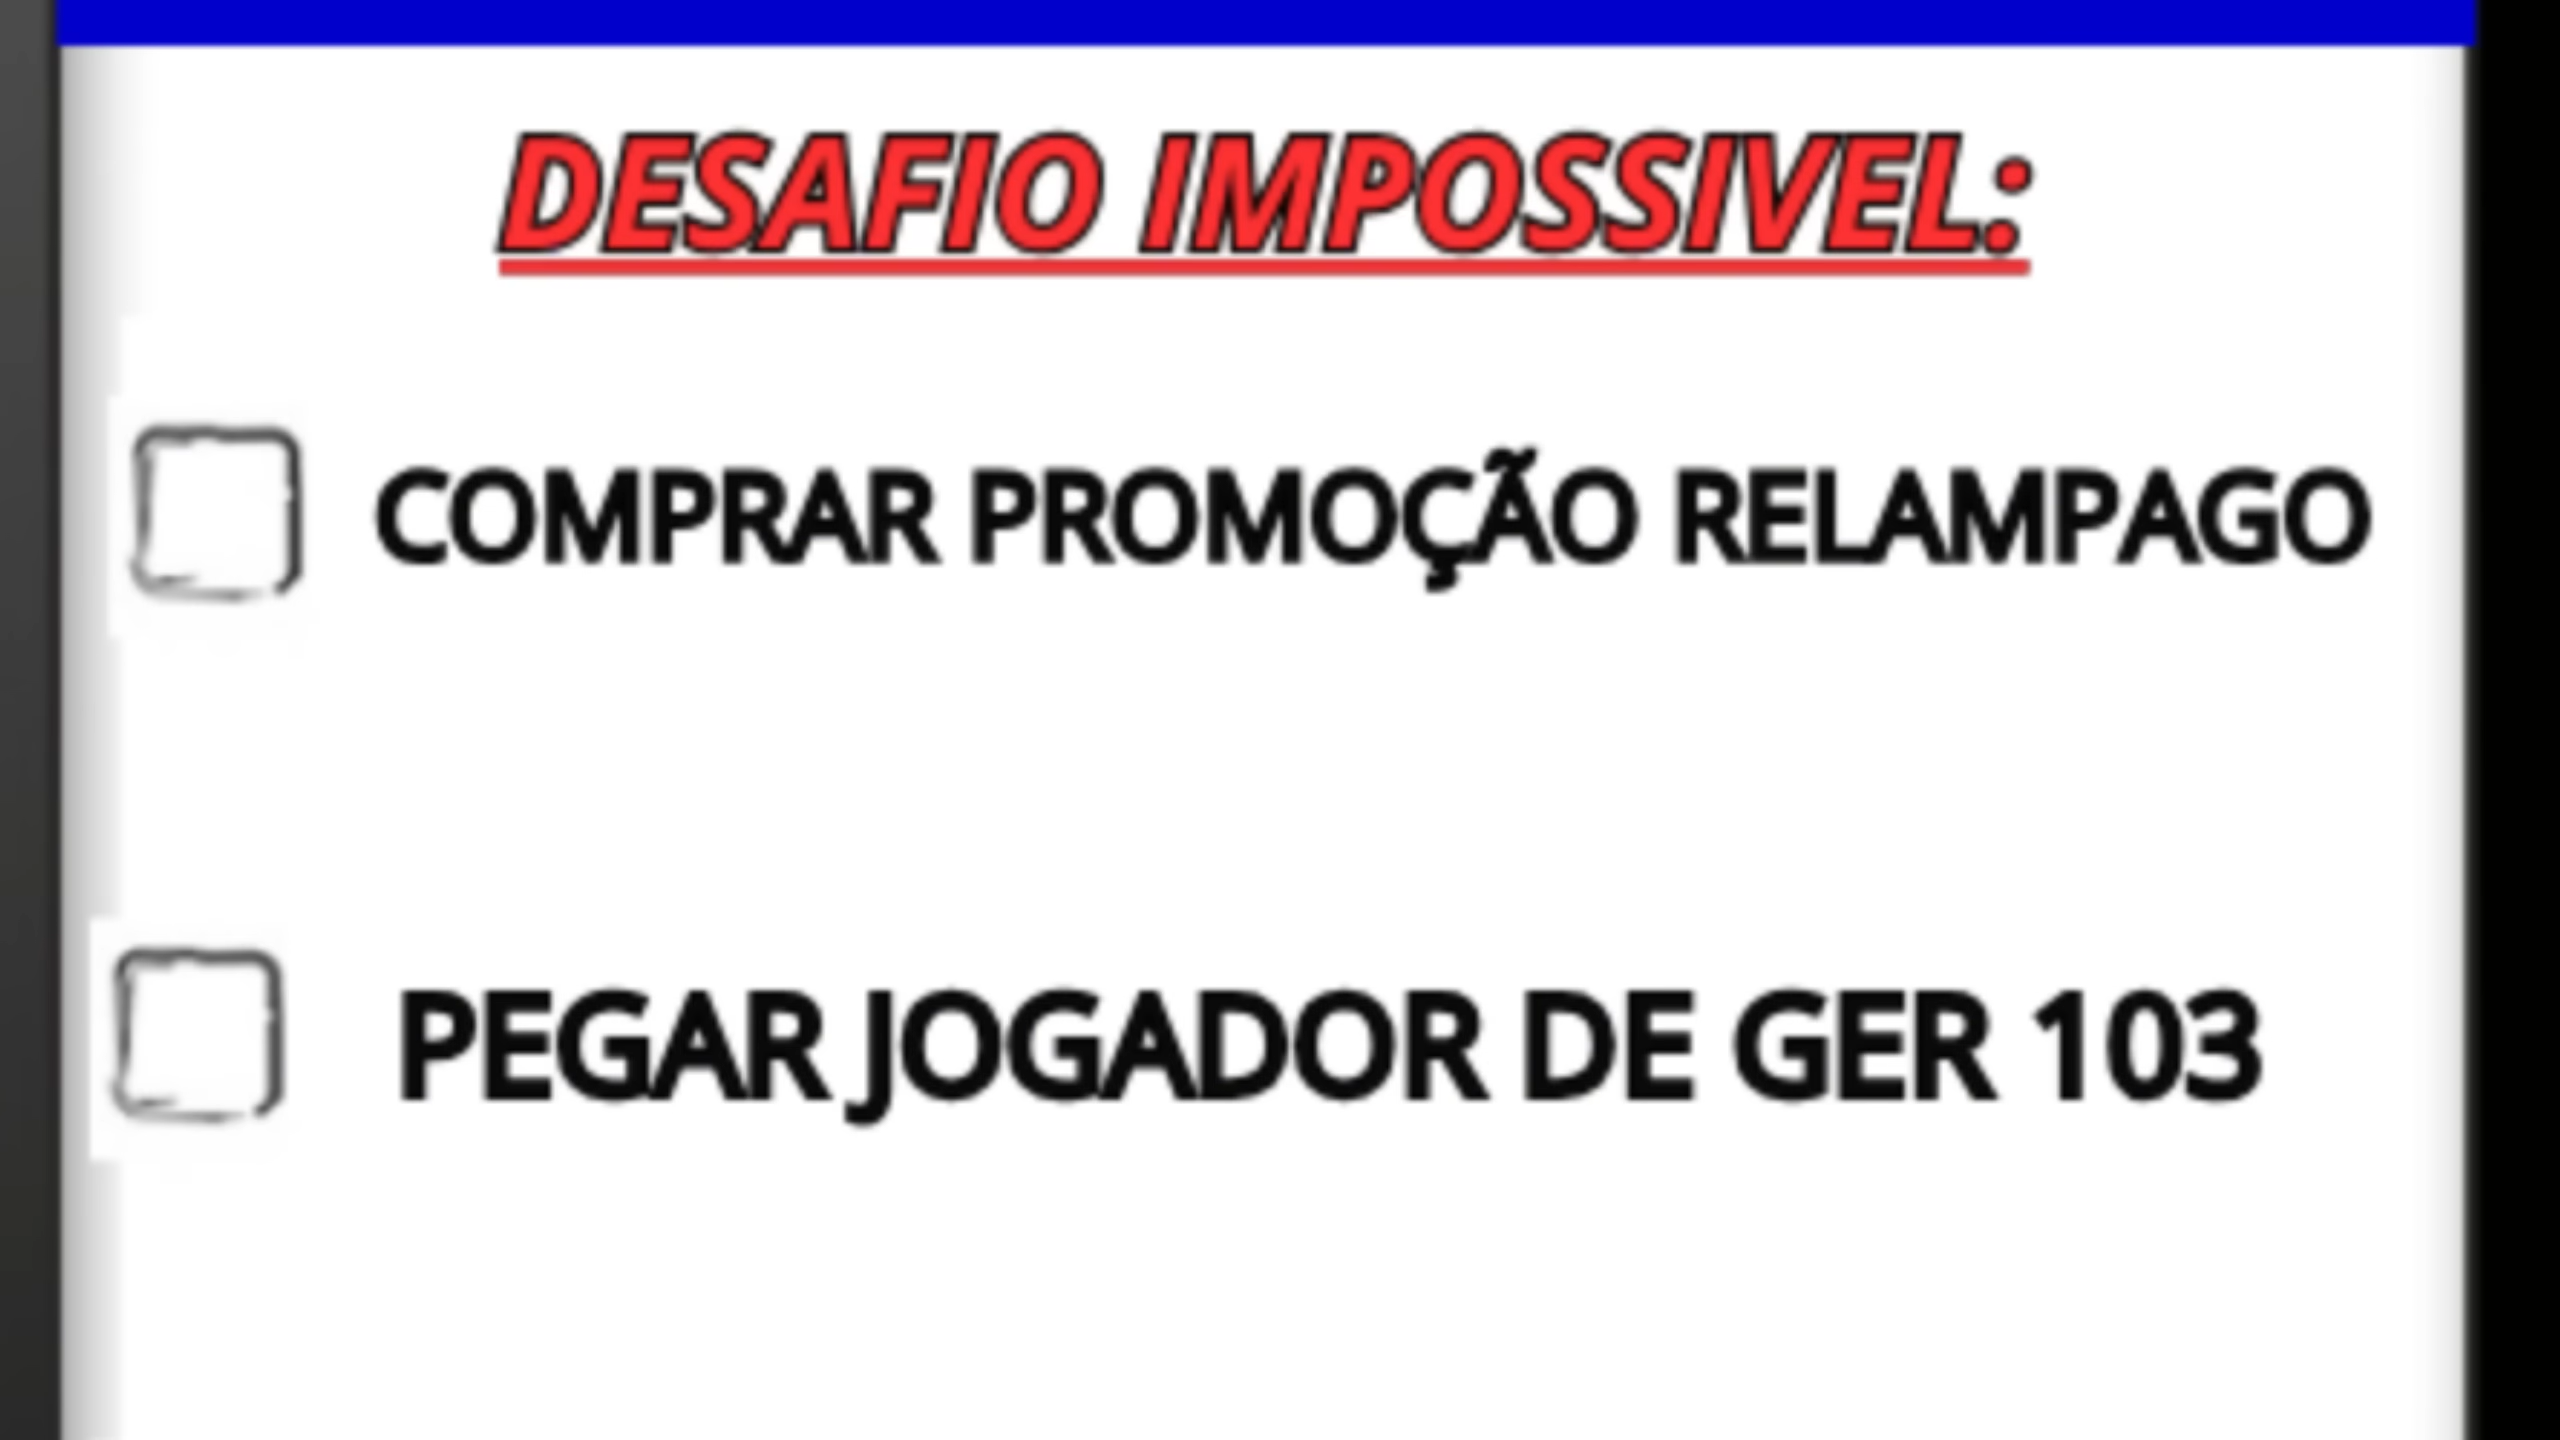 DESAFIO IMPOSSIVEL:
COMPRAR PROMOÇÃO RELAMPAGO
PEGAR JOGADOR DE GER 103